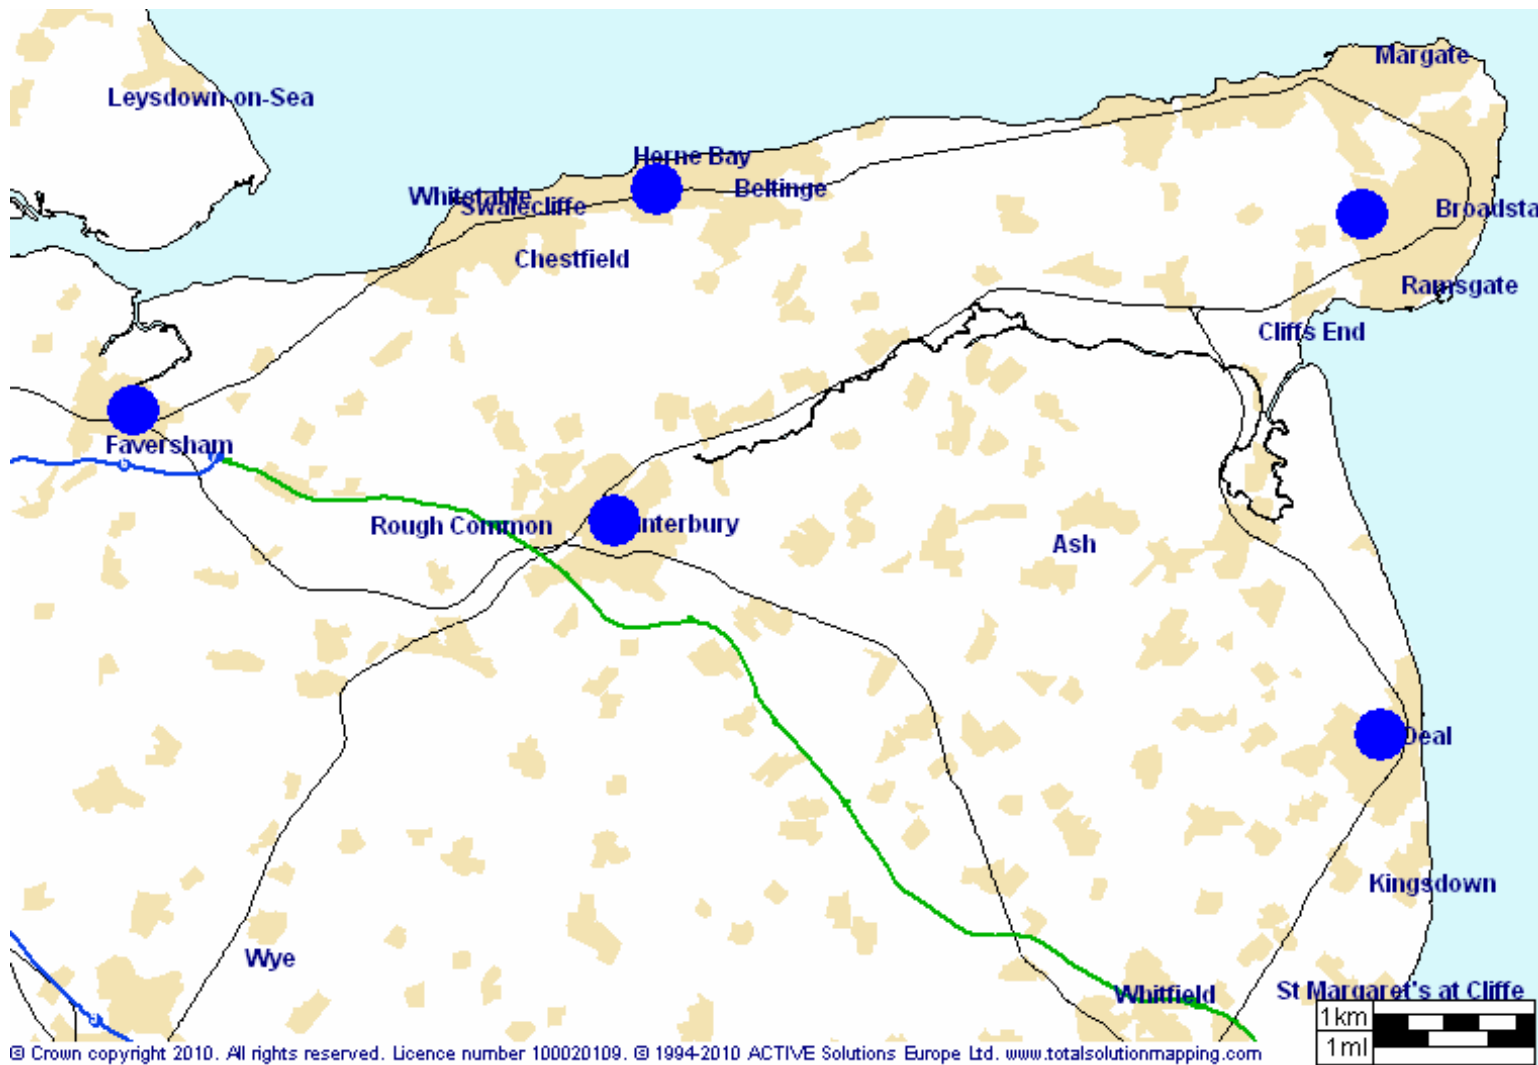 Margate
Leysdown-on-Sea
Herne Bay
Beltinge
Whitstable
Swalecliffe
Broadsta
Chestfield
Ramsgate
Cliffs End
Faversham
Rough Common
nterbury
Ash
Deal
Kingsdown
Wye
Whitfield
St Margaret's at Cliffe
1km
1ml
© Crown copyright 2010. All rights reserved. Licence number 100020109. © 1994-2010 ACTIVE Solutions Europe Ltd. www.totalsolutionmapping.com